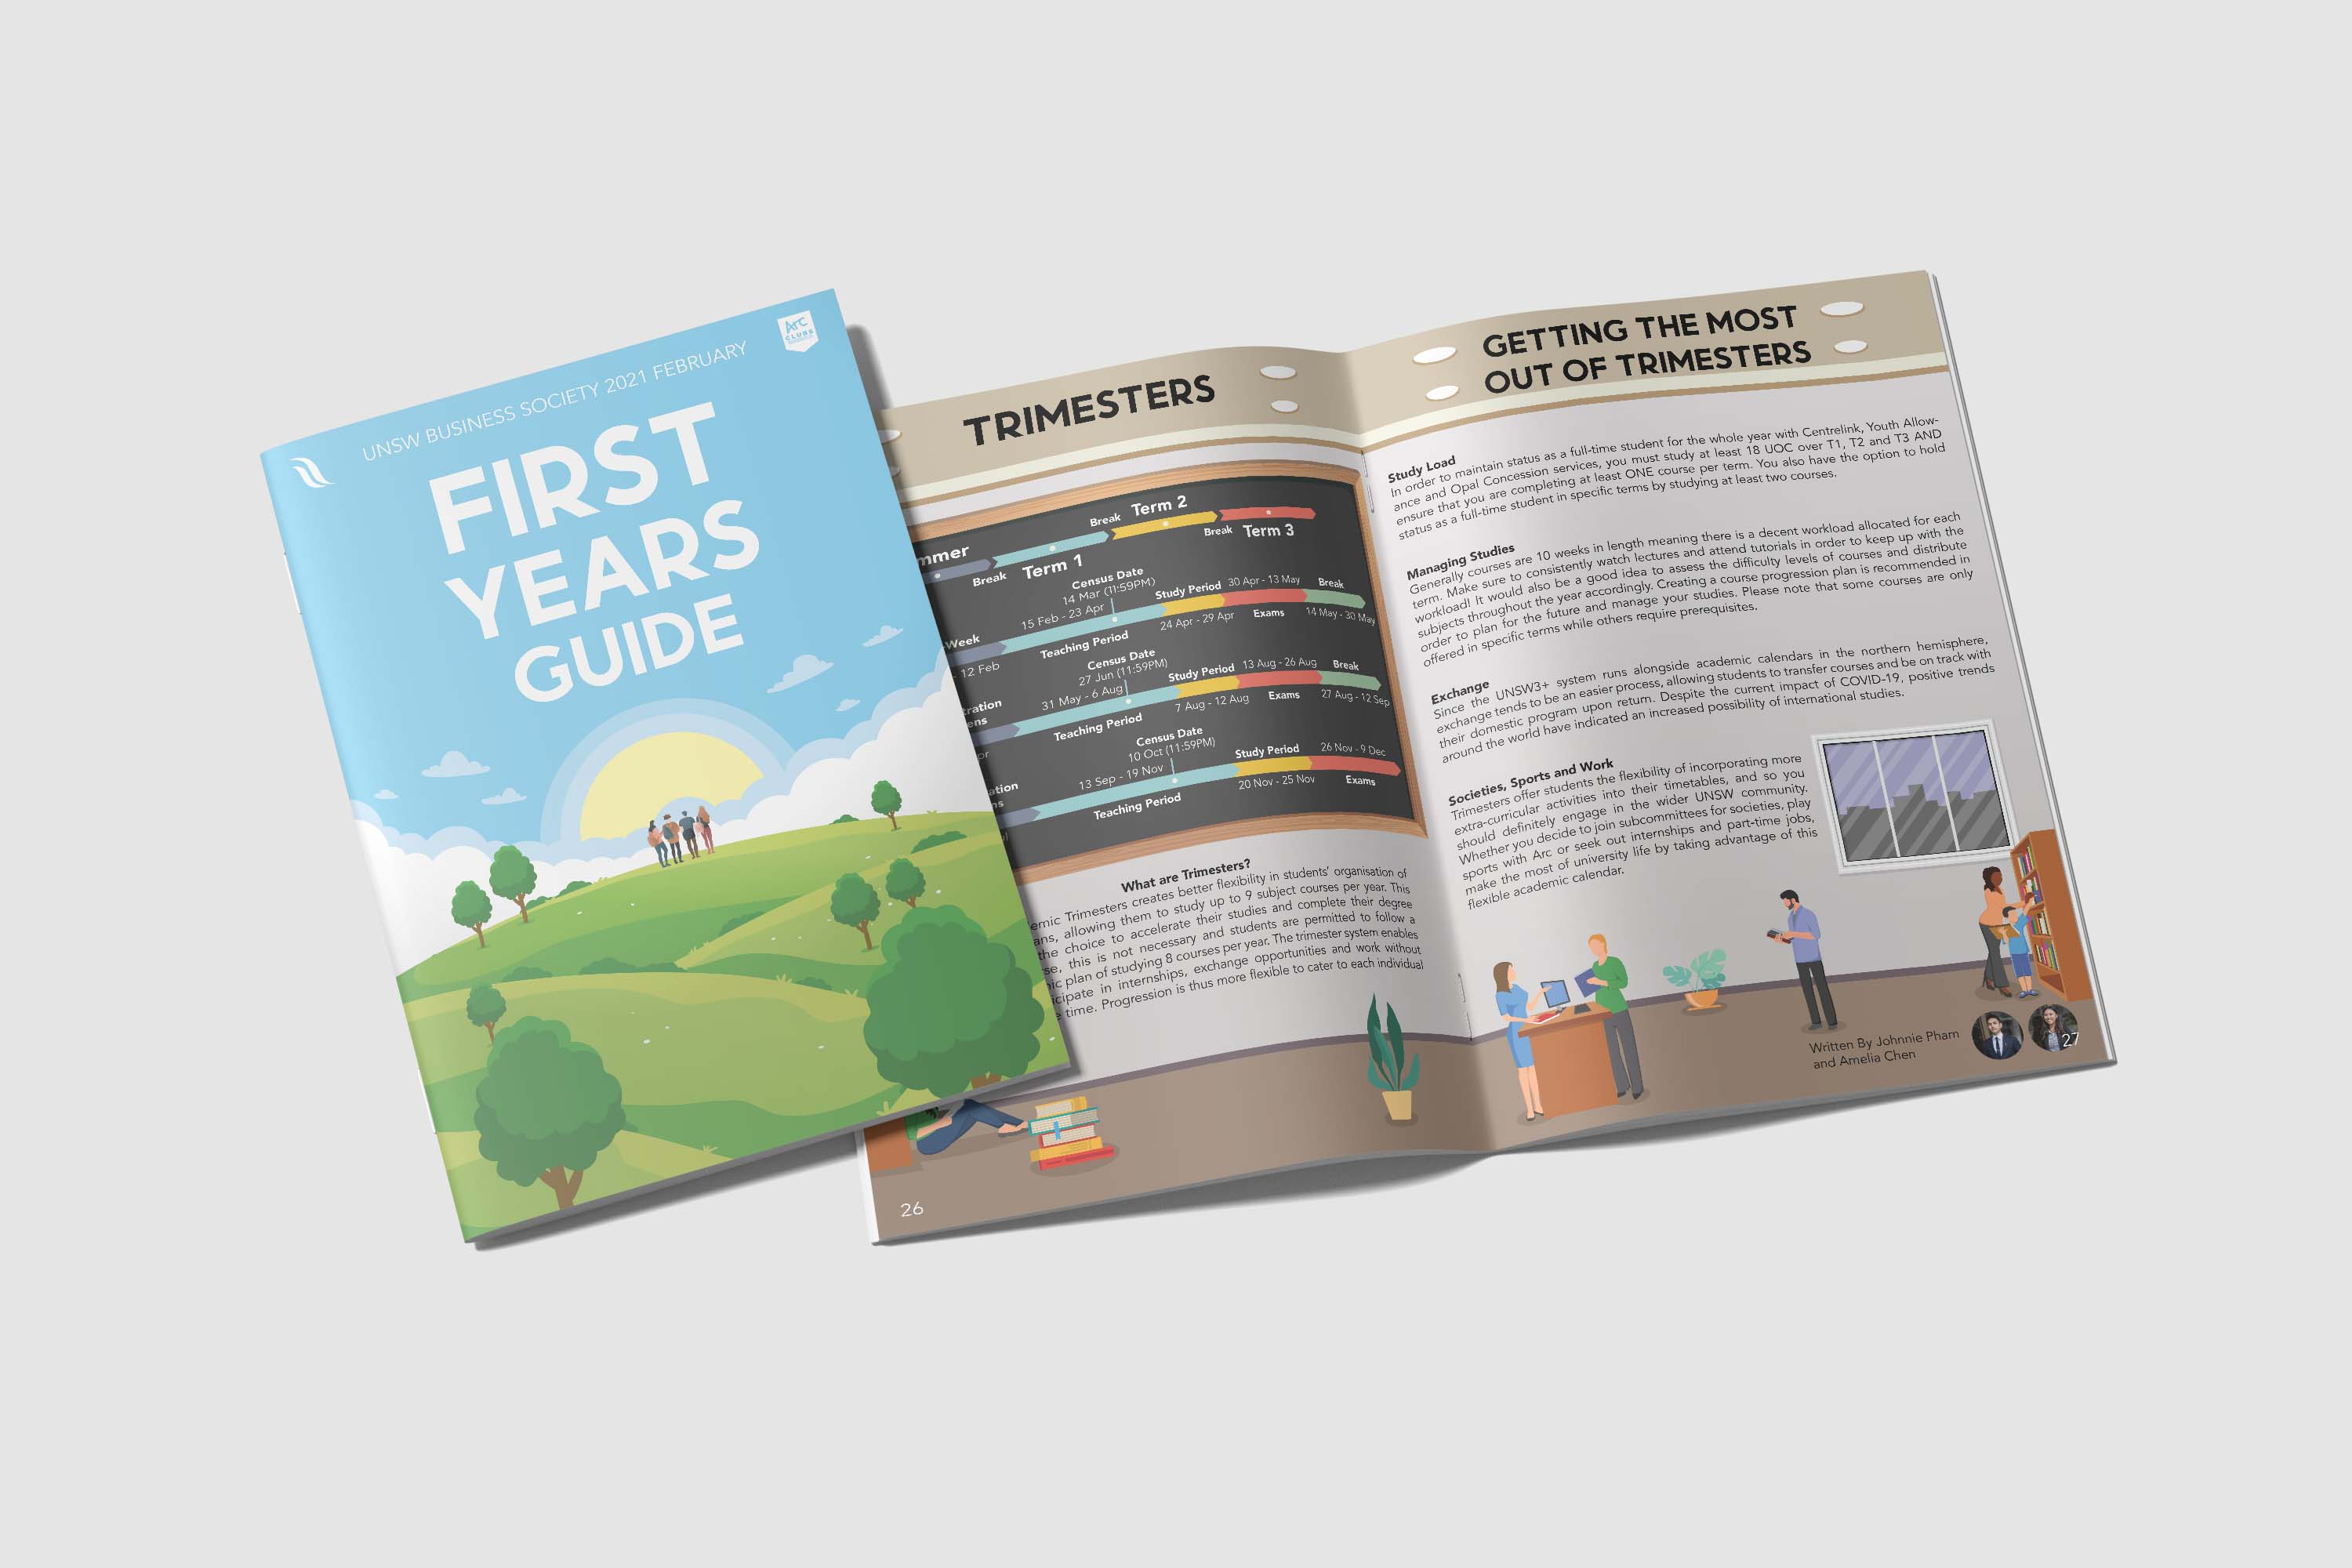 UNSW BUSINESS SOCIETY 2021 FEBRUARY
Arc
CLUBS
FIRST
YEARS
GUIDE
TRIMESTERS
Break Term 2
mmer
Break Term 1
Break Term 3
Census Date
14 Mar (11:59PM)
15 Feb - 23 Apr
Study Period 30 Apr - 13 May Break
Week
- 12 Feb
Teaching Period
24 Apr - 29 Apr Exams 14 May - 30 May
Census Date
27 Jun (11:59PM)
31 May - 6 Aug
Study Period 13 Aug - 26 Aug Break
tration
ens
Teaching Period
7 Aug - 12 Aug Exams 27 Aug - 12 Sep
pr
Census Date
10 Oct (11:59PM)
13 Sep - 19 Nov
Study Period 26 Nov - 9 Dec
ation
ns
Teaching Period
20 Nov - 25 Nov Exams
What are Trimesters?
emic Trimesters creates better flexibility in students' organisation of
ans, allowing them to study up to 9 subject courses per year. This
the choice to accelerate their studies and complete their degree
se, this is not necessary and students are permitted to follow a
ic plan of studying 8 courses per year. The trimester system enables
icipate in internships, exchange opportunities and work without
e time. Progression is thus more flexible to cater to each individual
26
GETTING THE MOST
OUT OF TRIMESTERS
Study Load
In order to maintain status as a full-time student for the whole year with Centrelink, Youth Allow-
ance and Opal Concession services, you must study at least 18 UOC over T1, T2 and T3 AND
ensure that you are completing at least ONE course per term. You also have the option to hold
status as a full-time student in specific terms by studying at least two courses.
Managing Studies
Generally courses are 10 weeks in length meaning there is a decent workload allocated for each
term. Make sure to consistently watch lectures and attend tutorials in order to keep up with the
workload! It would also be a good idea to assess the difficulty levels of courses and distribute
subjects throughout the year accordingly. Creating a course progression plan is recommended in
order to plan for the future and manage your studies. Please note that some courses are only
offered in specific terms while others require prerequisites.
Exchange
Since the UNSW3+ system runs alongside academic calendars in the northern hemisphere,
exchange tends to be an easier process, allowing students to transfer courses and be on track with
their domestic program upon return. Despite the current impact of COVID-19, positive trends
around the world have indicated an increased possibility of international studies.
Societies, Sports and Work
Trimesters offer students the flexibility of incorporating more
extra-curricular activities into their timetables, and so you
should definitely engage in the wider UNSW community.
Whether you decide to join subcommittees for societies, play
sports with Arc or seek out internships and part-time jobs,
make the most of university life by taking advantage of this
flexible academic calendar.
Written By Johnnie Pham
and Amelia Chen
27